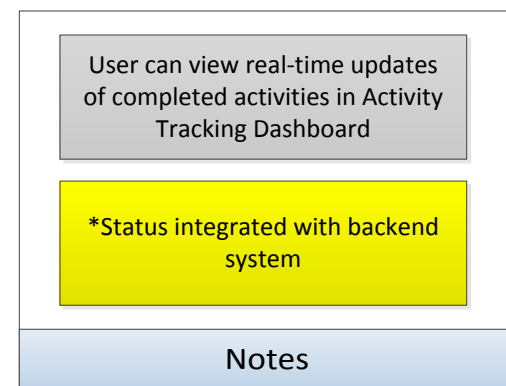 User can view real-time updates
of completed activities in Activity
Tracking Dashboard
*Status integrated with backend
system
Notes